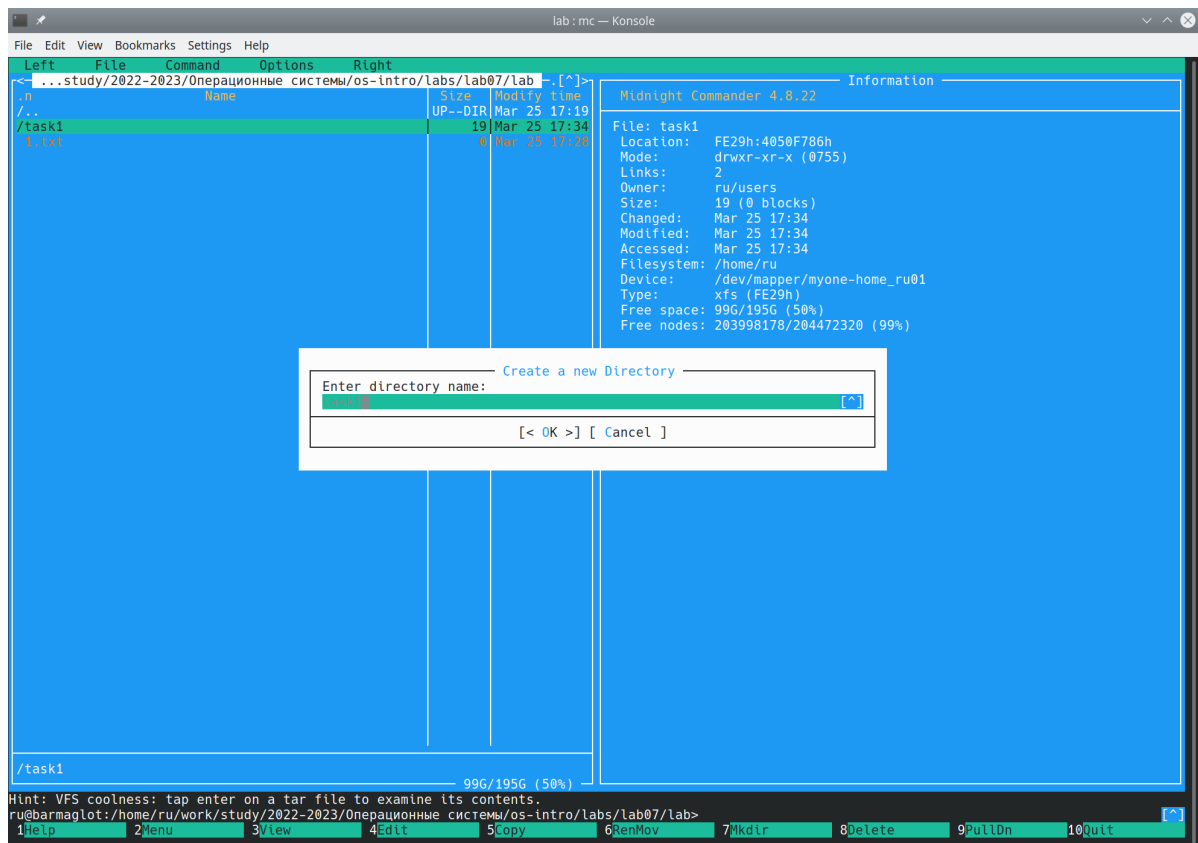 lab : mc — Konsole
File Edit View Bookmarks Settings Help
Left File Command Options Right
<— ...study/2022-2023/Операционные системы/os-intro/labs/lab07/lab —.[^]>
.n Name Size Modify time
/.. UP--DIR Mar 25 17:19
/task1 19 Mar 25 17:34
1.txt 0 Mar 25 17:28
/task1
99G/195G (50%)
Information
Midnight Commander 4.8.22
File: task1
Location: FE29h:4050F786h
Mode: drwxr-xr-x (0755)
Links: 2
Owner: ru/users
Size: 19 (0 blocks)
Changed: Mar 25 17:34
Modified: Mar 25 17:34
Accessed: Mar 25 17:34
Filesystem: /home/ru
Device: /dev/mapper/myone-home_ru01
Type: xfs (FE29h)
Free space: 99G/195G (50%)
Free nodes: 203998178/204472320 (99%)
Create a new Directory
Enter directory name:
[^]
[< OK >] [ Cancel ]
Hint: VFS coolness: tap enter on a tar file to examine its contents.
ru@barmaglot:/home/ru/work/study/2022-2023/Операционные системы/os-intro/labs/lab07/lab> [^]
1Help 2Menu 3View 4Edit 5Copy 6RenMov 7Mkdir 8Delete 9PullDn 10Quit